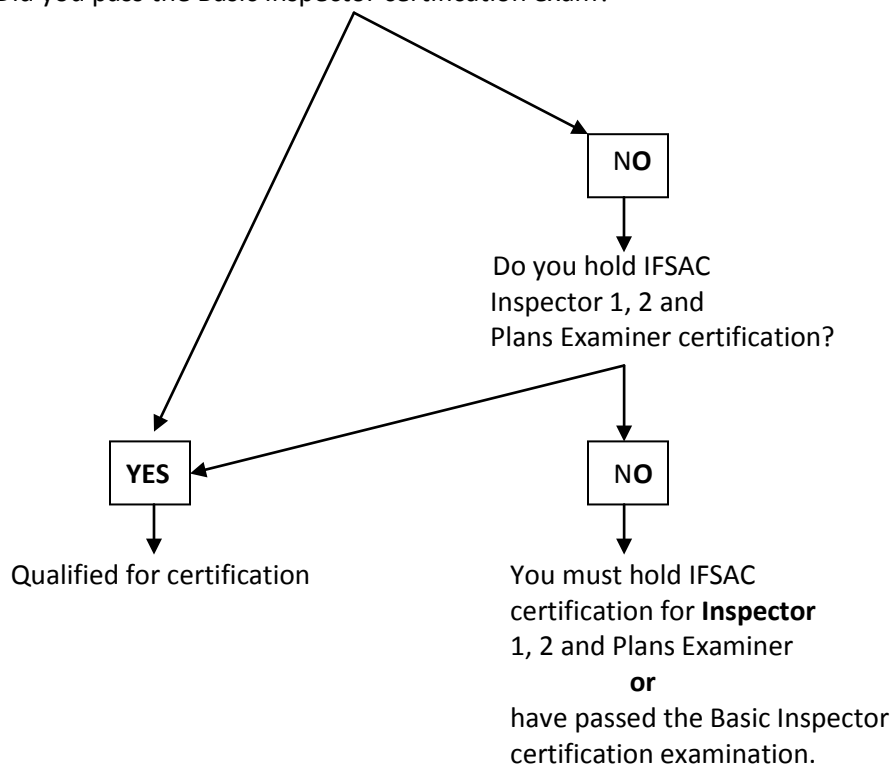 Did you pass the Basic Inspector certification exam?
NO
Do you hold IFSAC
Inspector 1, 2 and
Plans Examiner certification?
YES
NO
Qualified for certification
You must hold IFSAC
certification for Inspector
1, 2 and Plans Examiner
or
have passed the Basic Inspector
certification examination.